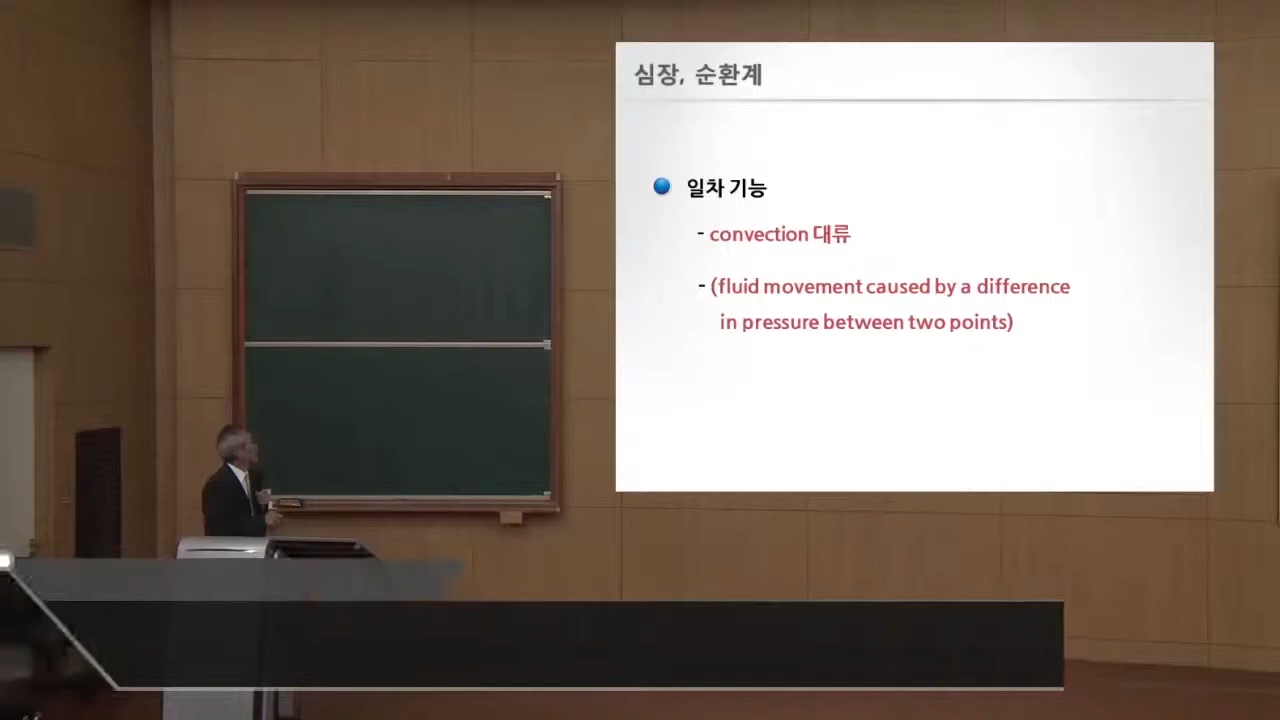 심장, 순환계
일차 기능
- convection 대류
- (fluid movement caused by a difference
in pressure between two points)